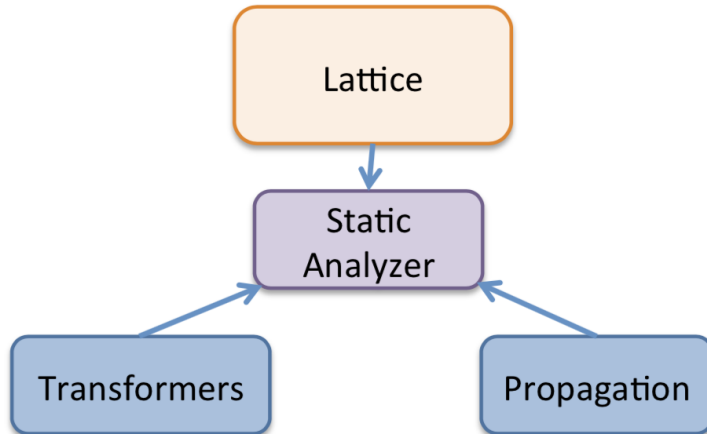 Lattice
Static
Analyzer
Transformers
Propagation